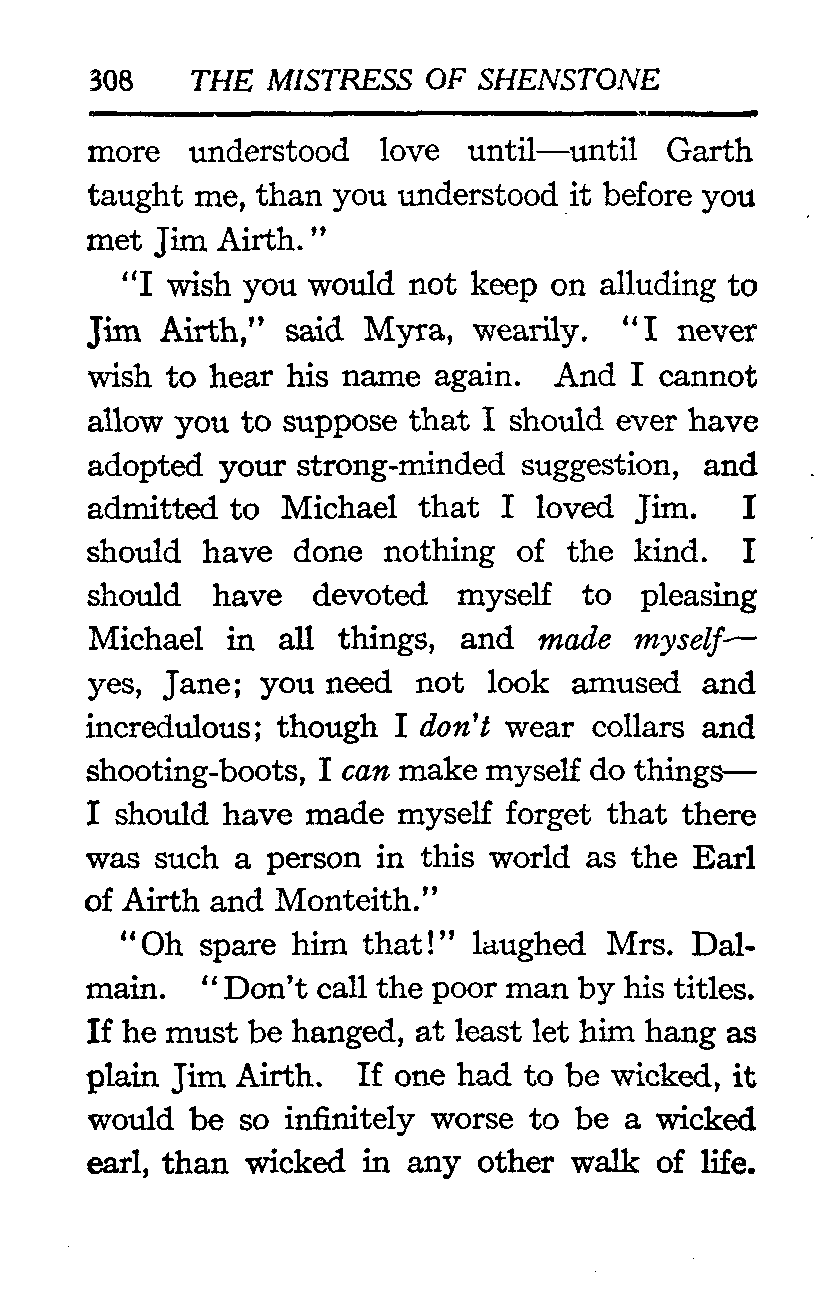 308 THE MISTRESS OF SHENSTONE
more understood love until—until Garth
taught me, than you understood it before you
met Jim Airth."
"I wish you would not keep on alluding to
Jim Airth," said Myra, wearily. "I never
wish to hear his name again. And I cannot
allow you to suppose that I should ever have
adopted your strong-minded suggestion, and
admitted to Michael that I loved Jim. I
should have done nothing of the kind. I
should have devoted myself to pleasing
Michael in all things, and made myself—
yes, Jane; you need not look amused and
incredulous; though I don't wear collars and
shooting-boots, I can make myself do things—
I should have made myself forget that there
was such a person in this world as the Earl
of Airth and Monteith."
"Oh spare him that!" laughed Mrs. Dal-
main. "Don't call the poor man by his titles.
If he must be hanged, at least let him hang as
plain Jim Airth. If one had to be wicked, it
would be so infinitely worse to be a wicked
earl, than wicked in any other walk of life.